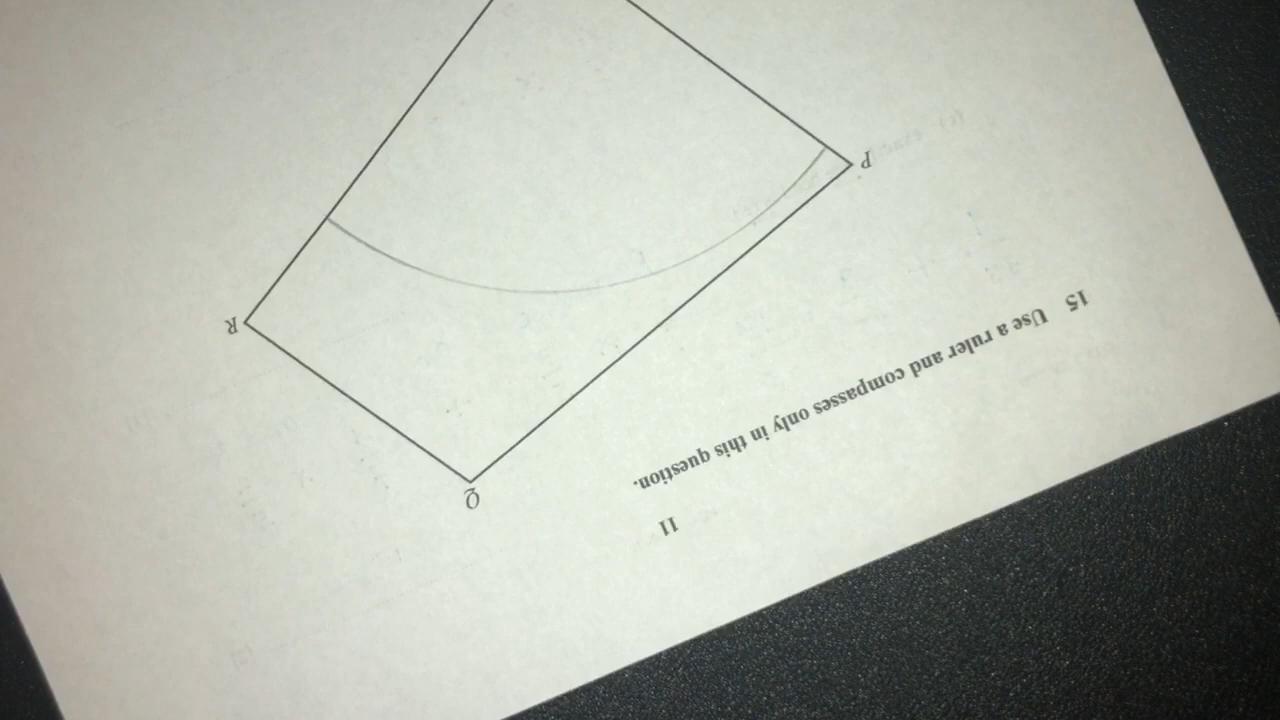 11
15 Use a ruler and compasses only in this question.
Q
P
R